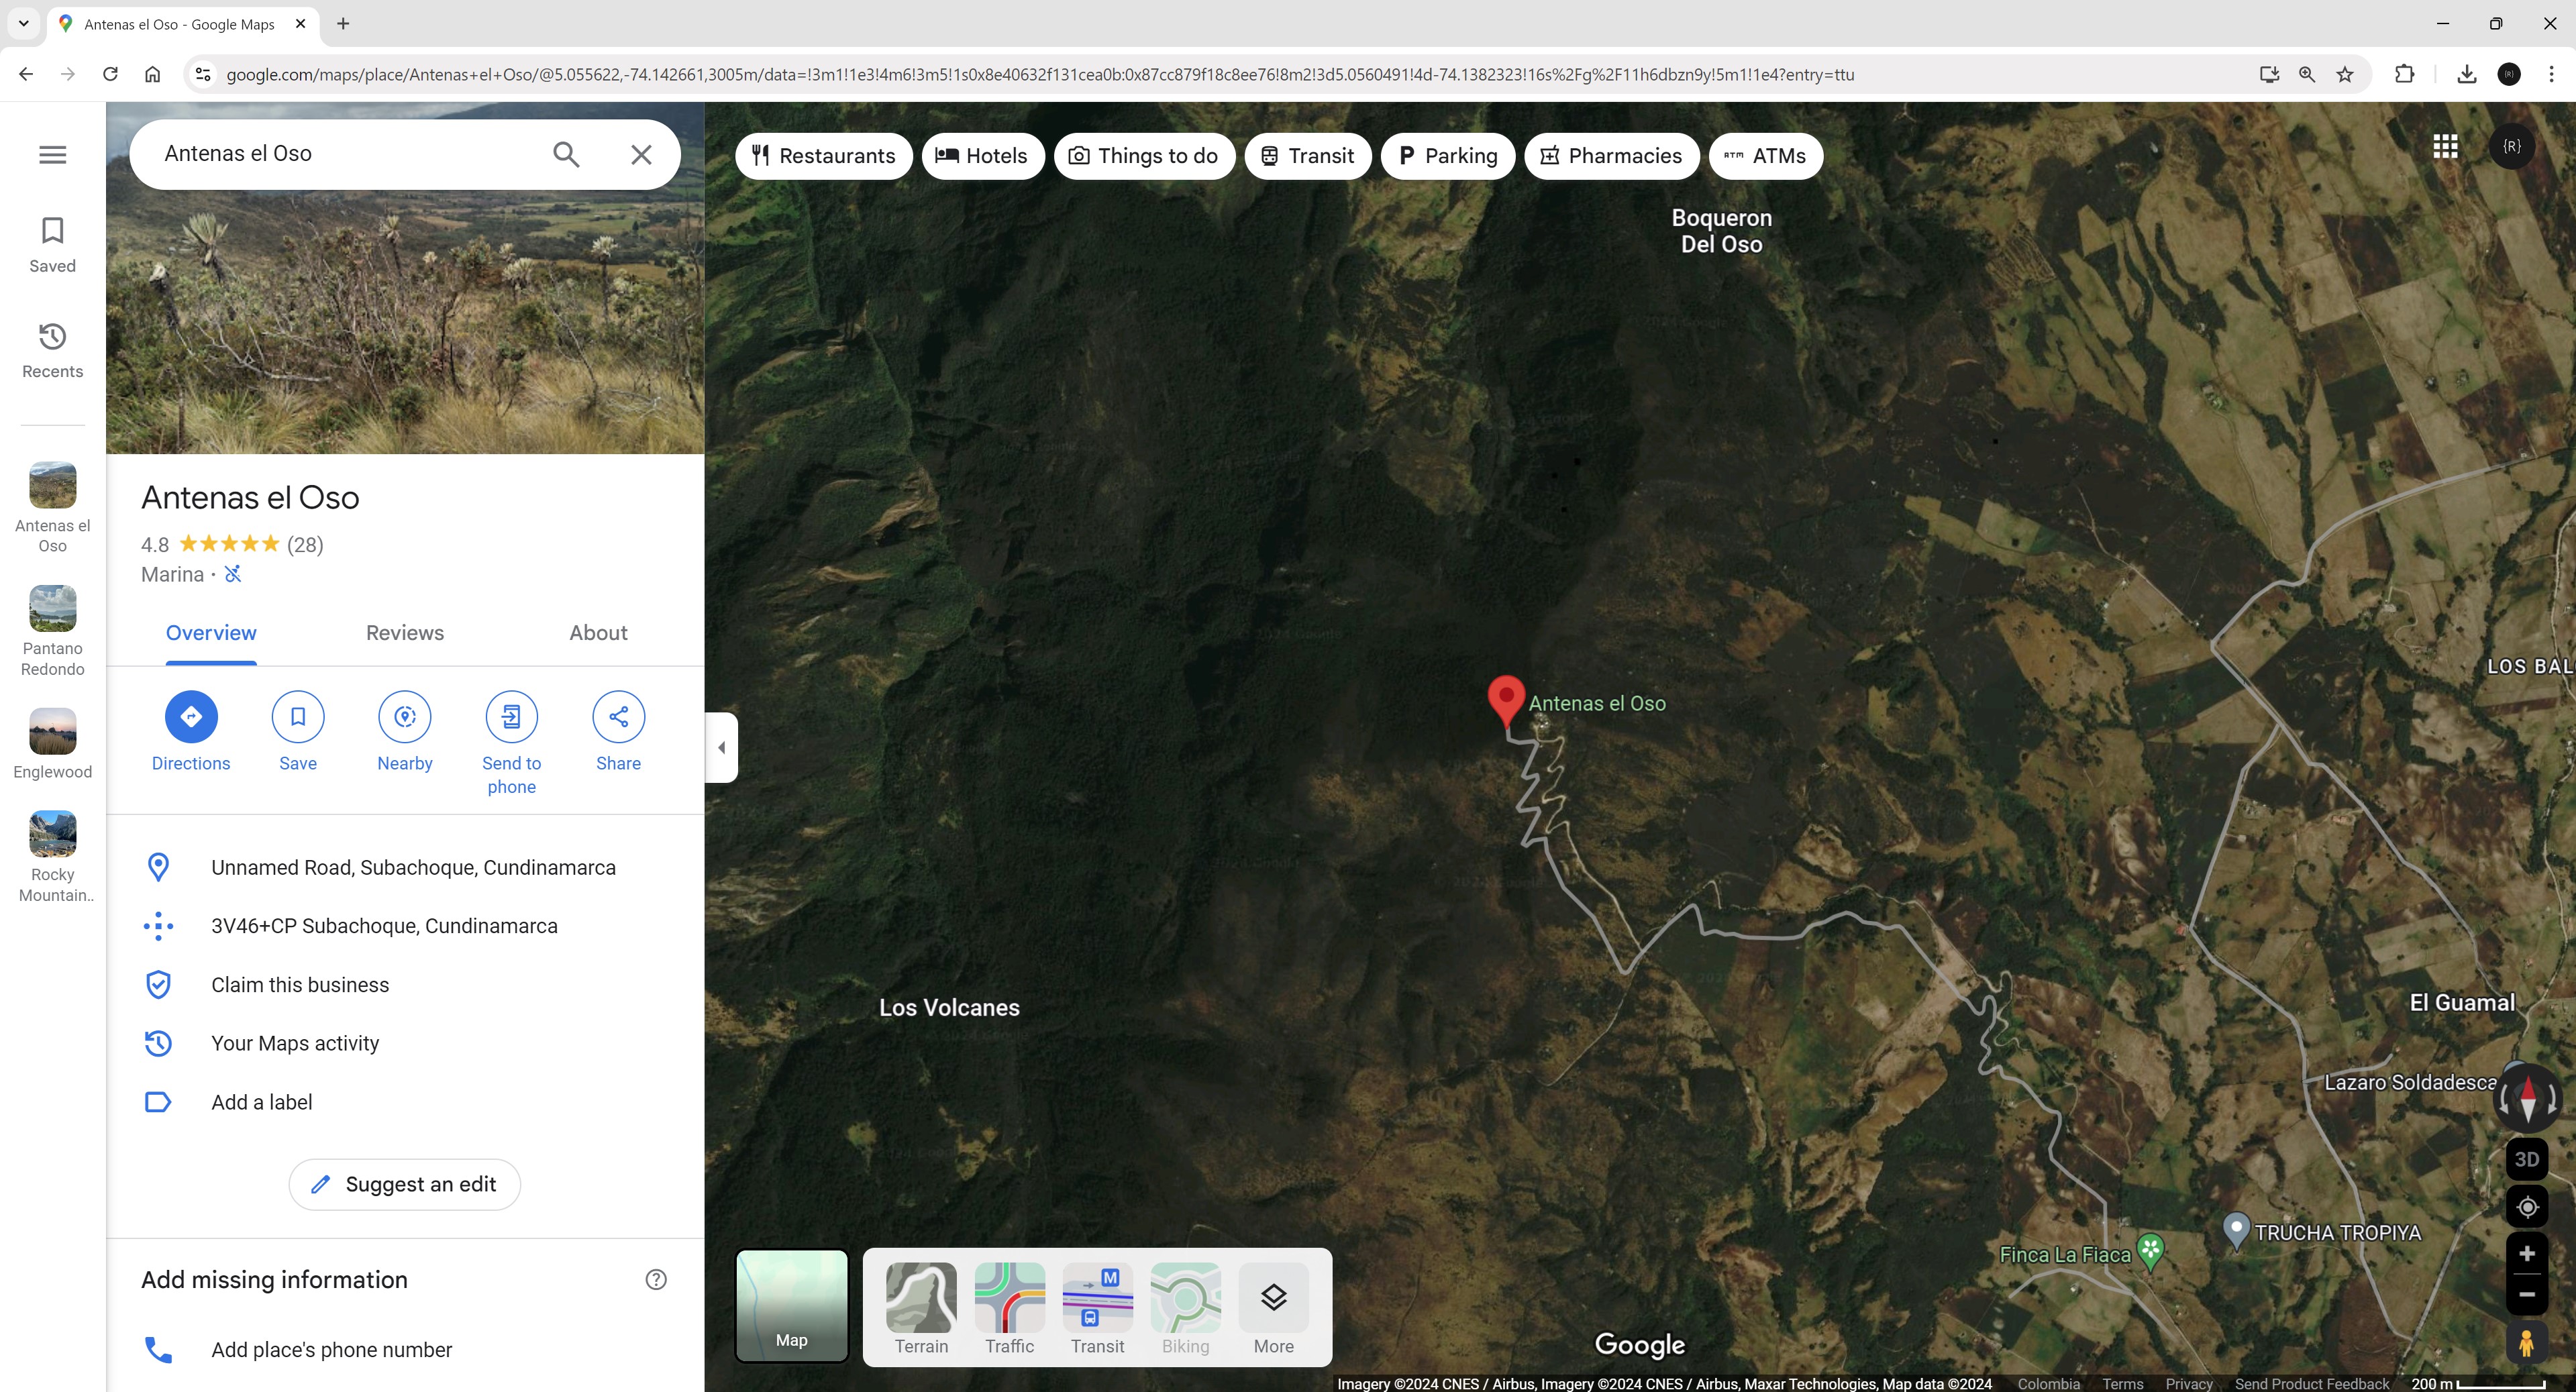 Antenas el Oso - Google Maps
google.com/maps/place/Antenas+el+Oso/@5.055622,-74.142661,3005m/data=!3m1!1e3!4m6!3m5!1s0x8e40632f131cea0b:0x87cc879f18c8ee76!8m2!3d5.0560491!4d-74.1382323!16s%2Fg%2F11h6dbzn9y!5m1!1e4?entry=ttu
{R}
Antenas el Oso
Saved
Recents
Antenas el
Oso
Pantano
Redondo
Englewood
Rocky
Mountain..
Antenas el Oso
4.8 (28)
Marina ·
Overview
Reviews
About
Directions
Save
Nearby
Send to
phone
Share
Unnamed Road, Subachoque, Cundinamarca
3V46+CP Subachoque, Cundinamarca
Claim this business
Your Maps activity
Add a label
Suggest an edit
Add missing information
Add place's phone number
Restaurants
Hotels
Things to do
Transit
P Parking
Pharmacies
ATM ATMs
{R}
Boqueron
Del Oso
LOS BAL
Antenas el Oso
Los Volcanes
El Guamal
Lazaro Soldadesca
3D
TRUCHA TROPIYA
Finca La Fiaca
Map
Terrain
Traffic
M
Transit
Biking
More
Google
Imagery ©2024 CNES / Airbus, Imagery ©2024 CNES / Airbus, Maxar Technologies, Map data ©2024
Colombia
Terms
Privacy
Send Product Feedback
200 m